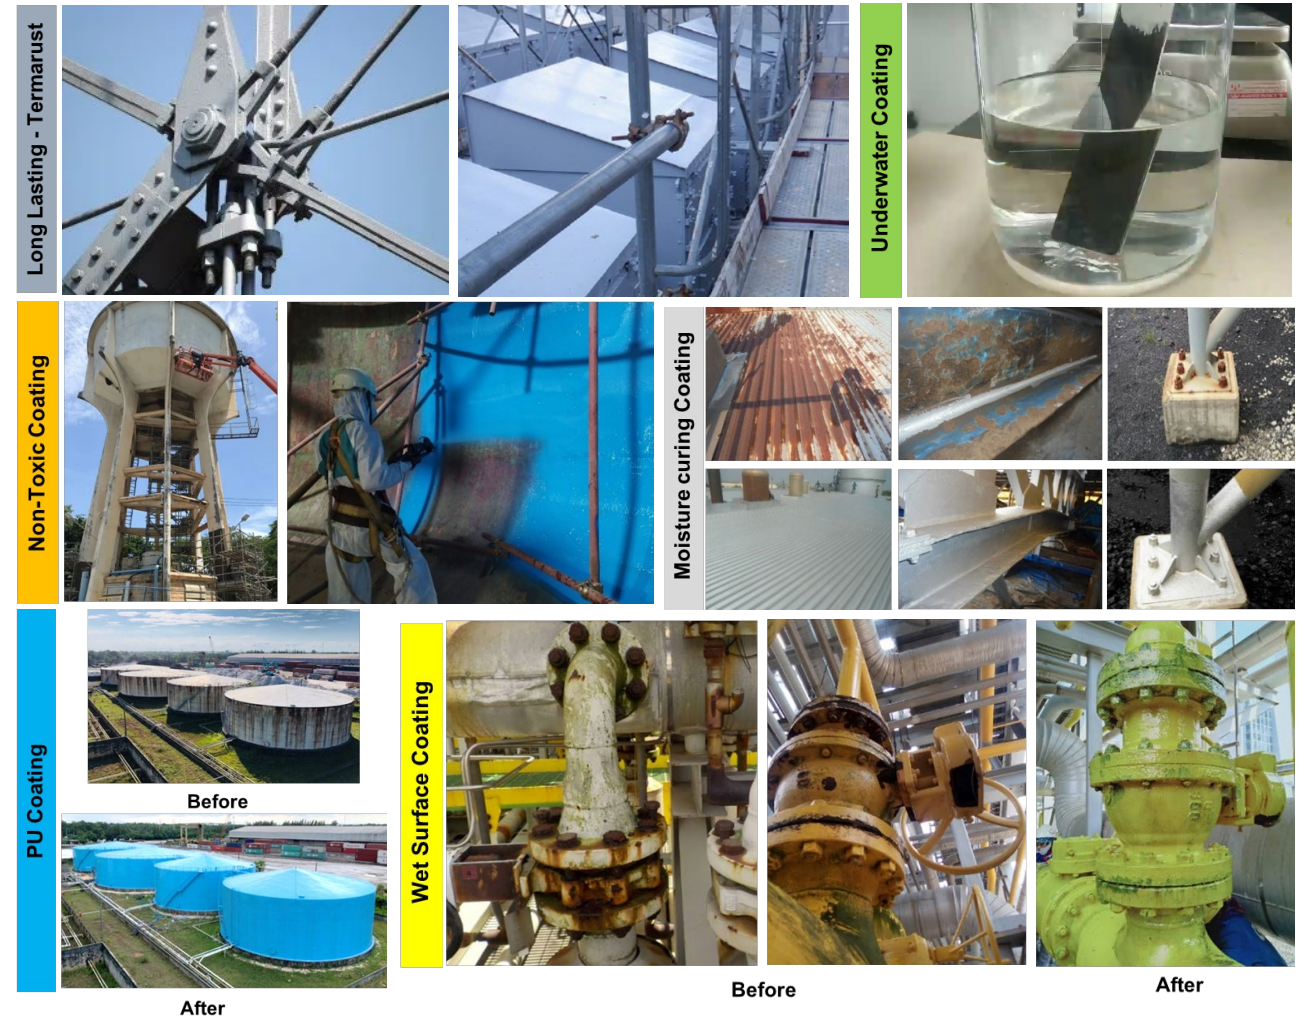 Long Lasting - Termarust
Underwater Coating
Non-Toxic Coating
Moisture curing Coating
PU Coating
Before
After
Wet Surface Coating
Before
After